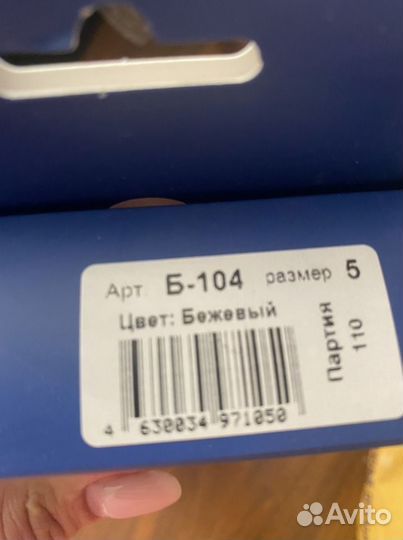 Арт. Б-104 размер 5
Цвет: Бежевый
Партия
110
4 630034 971050
Avito